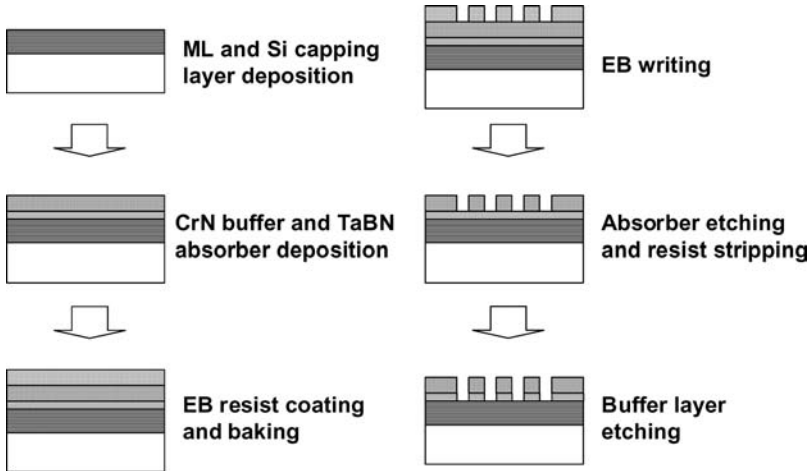 ML and Si capping
layer deposition
CrN buffer and TaBN
absorber deposition
EB resist coating
and baking
EB writing
Absorber etching
and resist stripping
Buffer layer
etching